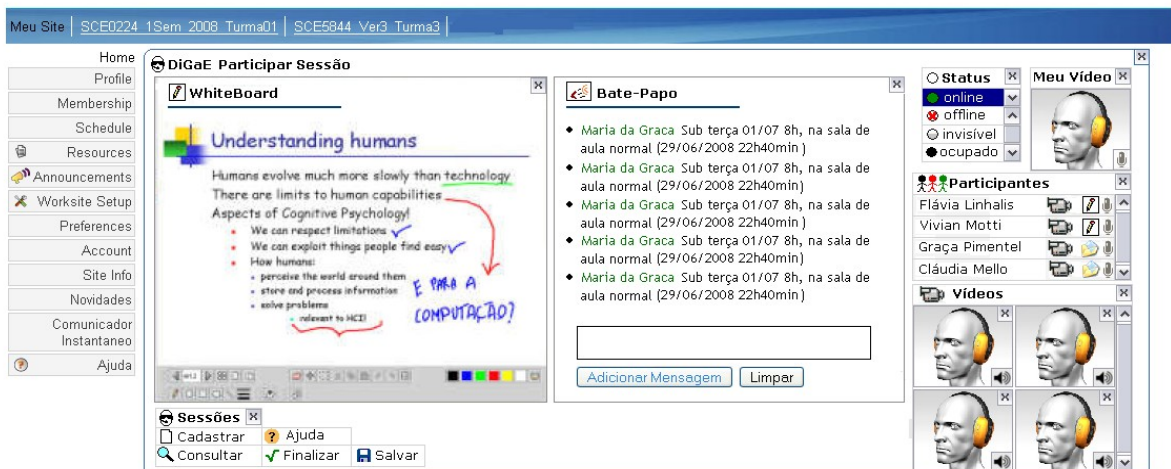 Meu Site | SCE0224_1Sem_2008_Turma01 | SCE5844_Ver3_Turma3
Home
Profile
Membership
Schedule
Resources
Announcements
Worksite Setup
Preferences
Account
Site Info
Novidades
Comunicador
Instantaneo
Ajuda
DiGaE Participar Sessão
WhiteBoard
Understanding humans
Humans evolve much more slowly than technology
There are limits to human capabilities
Aspects of Cognitive Psychology!
We can respect limitations
We can exploit things people find easy
How humans:
perceive the world around them
store and process information
solve problems
relevant to HCI!
E PARA A
COMPUTAÇÃO?
Bate-Papo
Maria da Graca Sub terça 01/07 8h, na sala de
aula normal (29/06/2008 22h40min)
Maria da Graca Sub terça 01/07 8h, na sala de
aula normal (29/06/2008 22h40min)
Maria da Graca Sub terça 01/07 8h, na sala de
aula normal (29/06/2008 22h40min)
Maria da Graca Sub terça 01/07 8h, na sala de
aula normal (29/06/2008 22h40min)
Maria da Graca Sub terça 01/07 8h, na sala de
aula normal (29/06/2008 22h40min)
Adicionar Mensagem Limpar
Status
online
offline
invisível
ocupado
Meu Vídeo
Participantes
Flávia Linhalis
Vivian Motti
Graça Pimentel
Cláudia Mello
Vídeos
Sessões
Cadastrar Ajuda
Consultar Finalizar Salvar